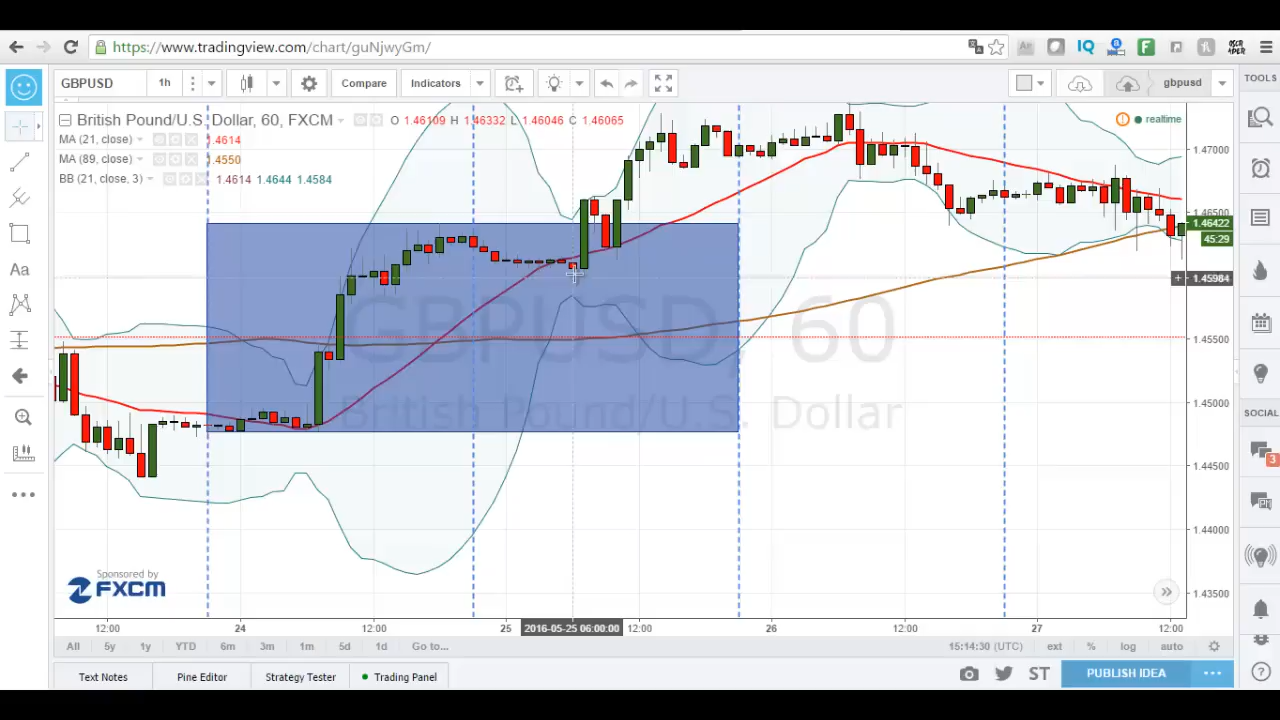 https://www.tradingview.com/chart/guNjwyGm/
IQ
GBPUSD 1h Compare Indicators gbpusd
TOOLS
British Pound/U.S. Dollar, 60, FXCM O 1.46109 H 1.46332 L 1.46046 C 1.46065
realtime
MA (21, close) 1.4614
MA (89, close) 1.4550
BB (21, close, 3) 1.4614 1.4644 1.4584
1.47000
1.46500
1.46422
45:29
1.45984
1.45500
1.45000
1.44500
1.44000
1.43500
GBPUSD, 60
British Pound/U.S. Dollar
Aa
SOCIAL
3
Sponsored by
FXCM
12:00 24 12:00 25 2016-05-25 06:00:00 12:00 26 12:00 27 12:00
All 5y 1y YTD 6m 3m 1m 5d 1d Go to... 15:14:30 (UTC) ext % log auto
Text Notes Pine Editor Strategy Tester Trading Panel ST PUBLISH IDEA